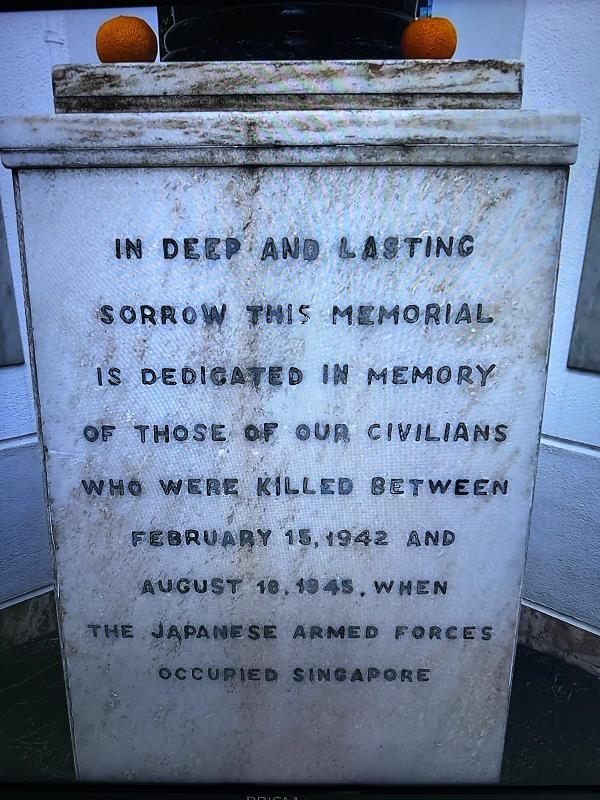 IN DEEP AND LASTING
SORROW THIS MEMORIAL
IS DEDICATED IN MEMORY
OF THOSE OF OUR CIVILIANS
WHO WERE KILLED BETWEEN
FEBRUARY 15, 1942 AND
AUGUST 18, 1945, WHEN
THE JAPANESE ARMED FORCES
OCCUPIED SINGAPORE